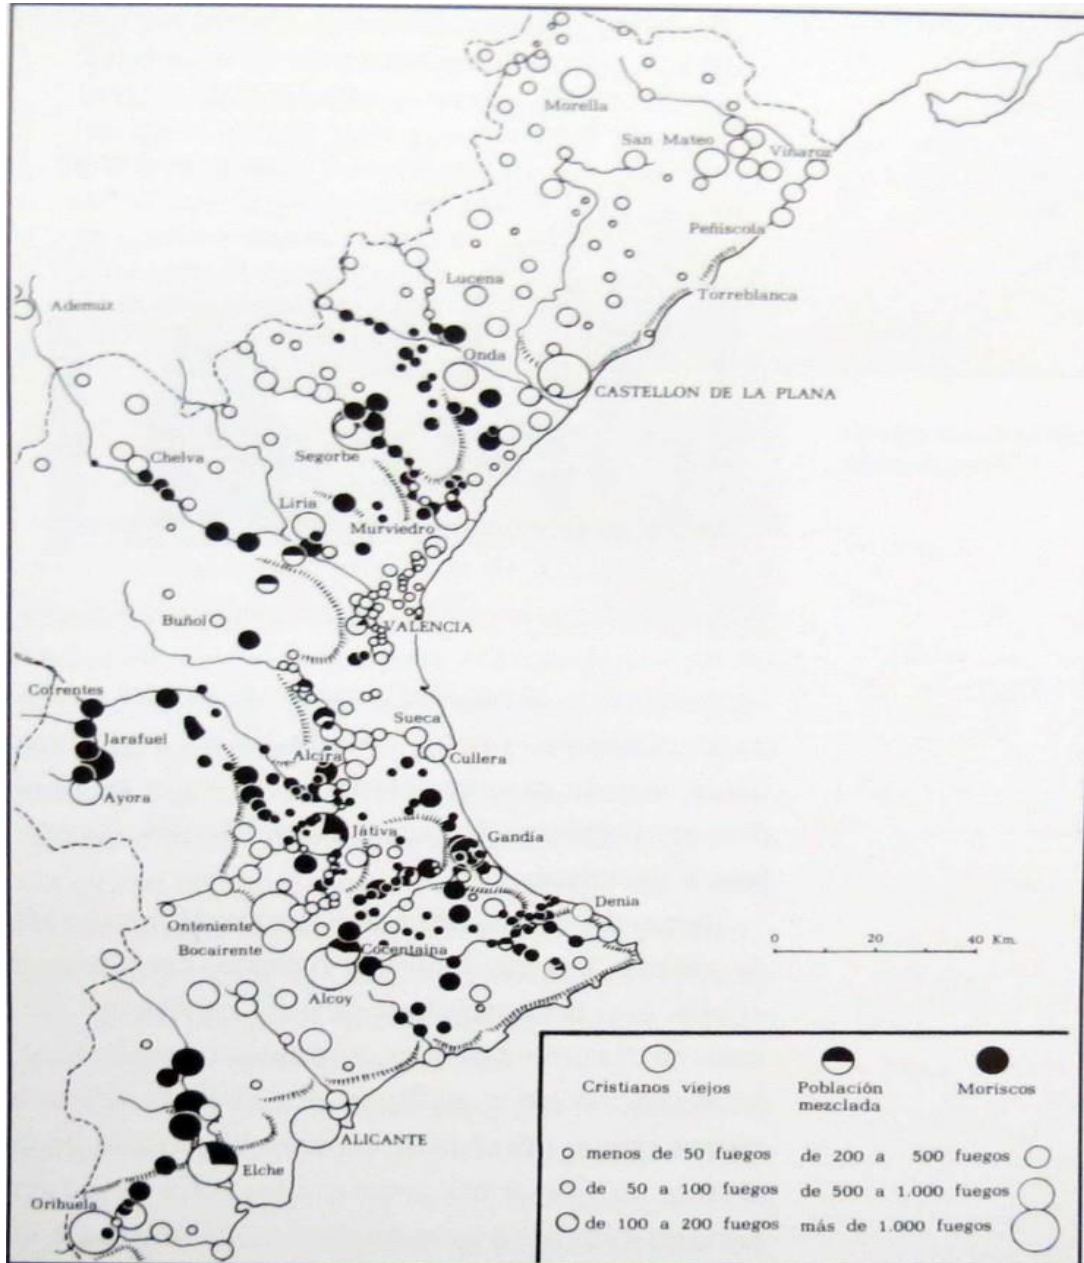 Morella
San Mateo
Viñaroz
Peñiscola
Lucena
Torreblanca
Ademuz
Onda
CASTELLON DE LA PLANA
Segorbe
Chelva
Liria
Murviedro
Buñol
VALENCIA
Cofrentes
Sueca
Jarafuel
Alcira
Cullera
Ayora
Játiva
Gandía
Denia
Onteniente
Bocairente
Cocentaina
0 20 40 Km.
Alcoy
Cristianos viejos
Población
mezclada
Moriscos
ALICANTE
menos de 50 fuegos
de 200 a 500 fuegos
Elche
de 50 a 100 fuegos
de 500 a 1.000 fuegos
Orihuela
de 100 a 200 fuegos
más de 1.000 fuegos